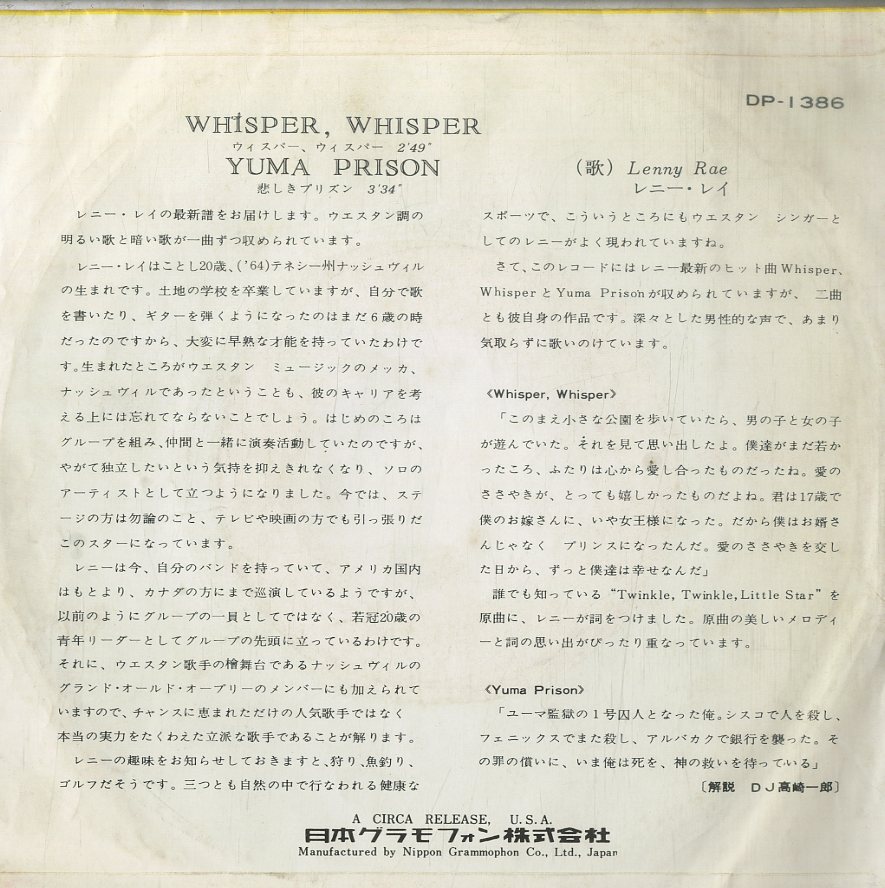 DP-1386
WHISPER, WHISPER
ウィスパー、ウィスパー 2'49"
YUMA PRISON
悲しきプリズン 3'34"
(歌) Lenny Rae
レニー・レイ
レニー・レイの最新譜をお届けします。ウエスタン調の
明るい歌と暗い歌が一曲ずつ収められています。
レニー・レイはことし20歳、('64)テネシー州ナッシュヴィル
の生まれです。土地の学校を卒業していますが、自分で歌
を書いたり、ギターを弾くようになったのはまだ6歳の時
だったのですから、大変に早熟な才能を持っていたわけで
す。生まれたところがウエスタン ミュージックのメッカ、
ナッシュヴィルであったということも、彼のキャリアを考
える上には忘れてならないことでしょう。はじめのころは
グループを組み、仲間と一緒に演奏活動していたのですが、
やがて独立したいという気持を抑えきれなくなり、ソロの
アーティストとして立つようになりました。今では、ステ
ージの方は勿論のこと、テレビや映画の方でも引っ張りだ
このスターになっています。
レニーは今、自分のバンドを持っていて、アメリカ国内
はもとより、カナダの方にまで巡演しているようですが、
以前のようにグループの一員としてではなく、若冠20歳の
青年リーダーとしてグループの先頭に立っているわけです。
それに、ウエスタン歌手の檜舞台であるナッシュヴィルの
グランド・オールド・オープリーのメンバーにも加えられて
いますので、チャンスに恵まれただけの人気歌手ではなく
本当の実力をたくわえた立派な歌手であることが解ります。
レニーの趣味をお知らせしておきますと、狩り、魚釣り、
ゴルフだそうです。三つとも自然の中で行なわれる健康な
スポーツで、こういうところにもウエスタン シンガーと
してのレニーがよく現われていますね。
さて、このレコードにはレニー最新のヒット曲Whisper,
WhisperとYuma Prisonが収められていますが、 二曲
とも彼自身の作品です。深々とした男性的な声で、あまり
気取らずに歌いのけています。
《Whisper, Whisper》
「このまえ小さな公園を歩いていたら、男の子と女の子
が遊んでいた。それを見て思い出したよ。僕達がまだ若か
ったころ、ふたりは心から愛し合ったものだったね。愛の
ささやきが、とっても嬉しかったものだよね。君は17歳で
僕のお嫁さんに、いや女王様になった。だから僕はお婿さ
んじゃなく プリンスになったんだ。愛のささやきを交し
た日から、ずっと僕達は幸せなんだ」
誰でも知っている “Twinkle, Twinkle, Little Star” を
原曲に、レニーが詞をつけました。原曲の美しいメロディ
ーと詞の思い出がぴったり重なっています。
《Yuma Prison》
「ユーマ監獄の1号囚人となった俺。シスコで人を殺し、
フェニックスでまた殺し、アルバカクで銀行を襲った。そ
の罪の償いに、いま俺は死を、神の救いを待っている」
〔解説 DJ高崎一郎〕
A CIRCA RELEASE, U.S.A.
日本グラモフォン株式会社
Manufactured by Nippon Grammophon Co., Ltd., Japan